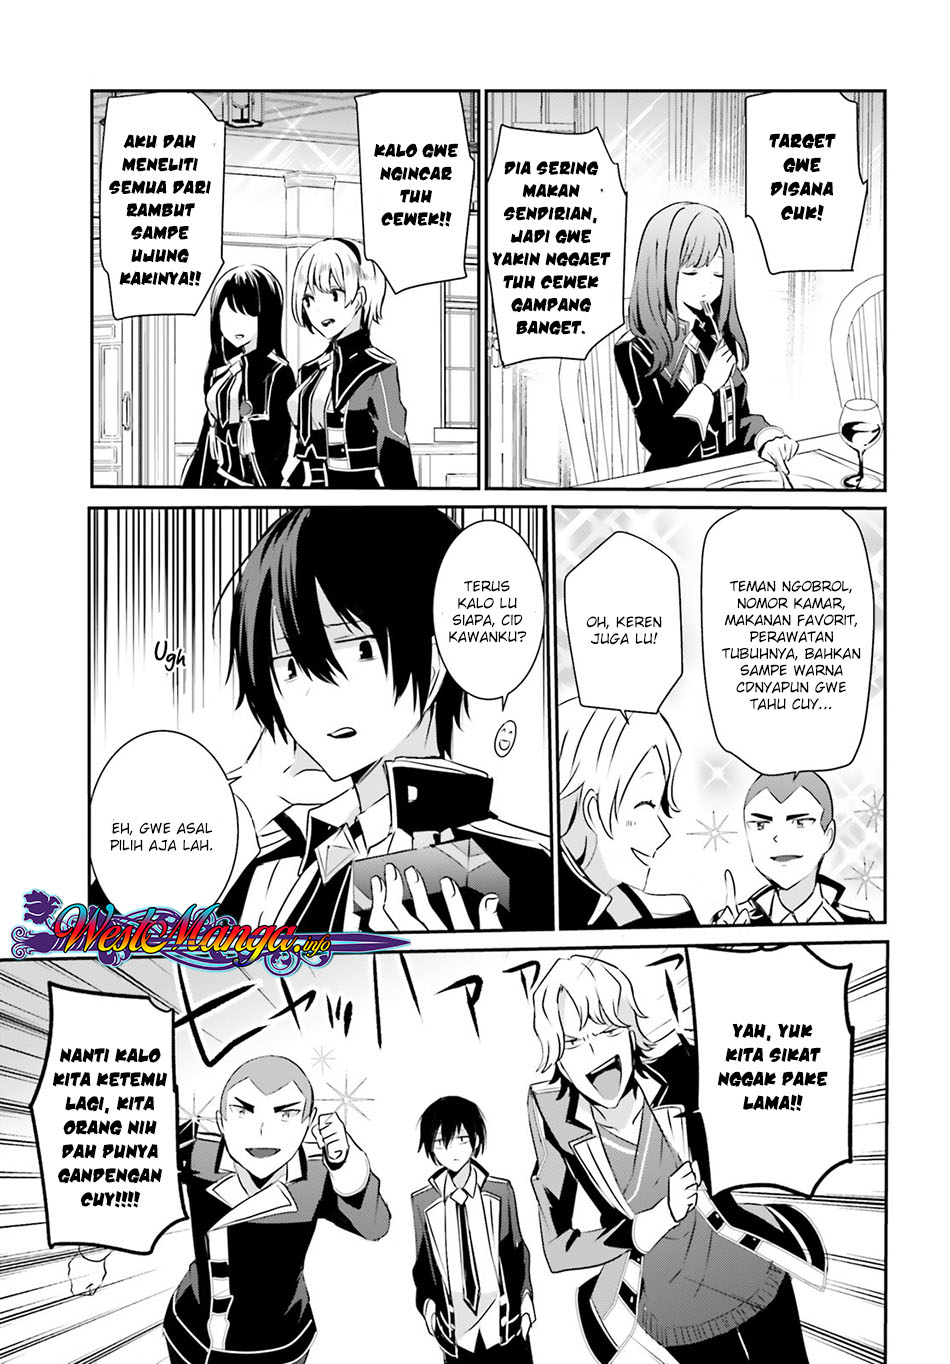 TARGET
GWE
DISANA
CUK!
DIA SERING
MAKAN
SENDIRIAN,
JADI GWE
YAKIN NGGAET
TUH CEWEK
GAMPANG
BANGET.
KALO GWE
NGINCAR
TUH
CEWEK!!
AKU DAH
MENELITI
SEMUA DARI
RAMBUT
SAMPE
UJUNG
KAKINYA!!
TEMAN NGOBROL,
NOMOR KAMAR,
MAKANAN FAVORIT,
PERAWATAN
TUBUHNYA, BAHKAN
SAMPE WARNA
CDNYAPUN GWE
TAHU CUY...
OH, KEREN
JUGA LU!
TERUS
KALO LU
SIAPA, CID
KAWANKU?
Ugh
EH, GWE ASAL
PILIH AJA LAH.
WestManga.info
YAH, YUK
KITA SIKAT
NGGAK PAKE
LAMA!!
NANTI KALO
KITA KETEMU
LAGI, KITA
ORANG NIH
DAH PUNYA
GANDENGAN
CUY!!!!